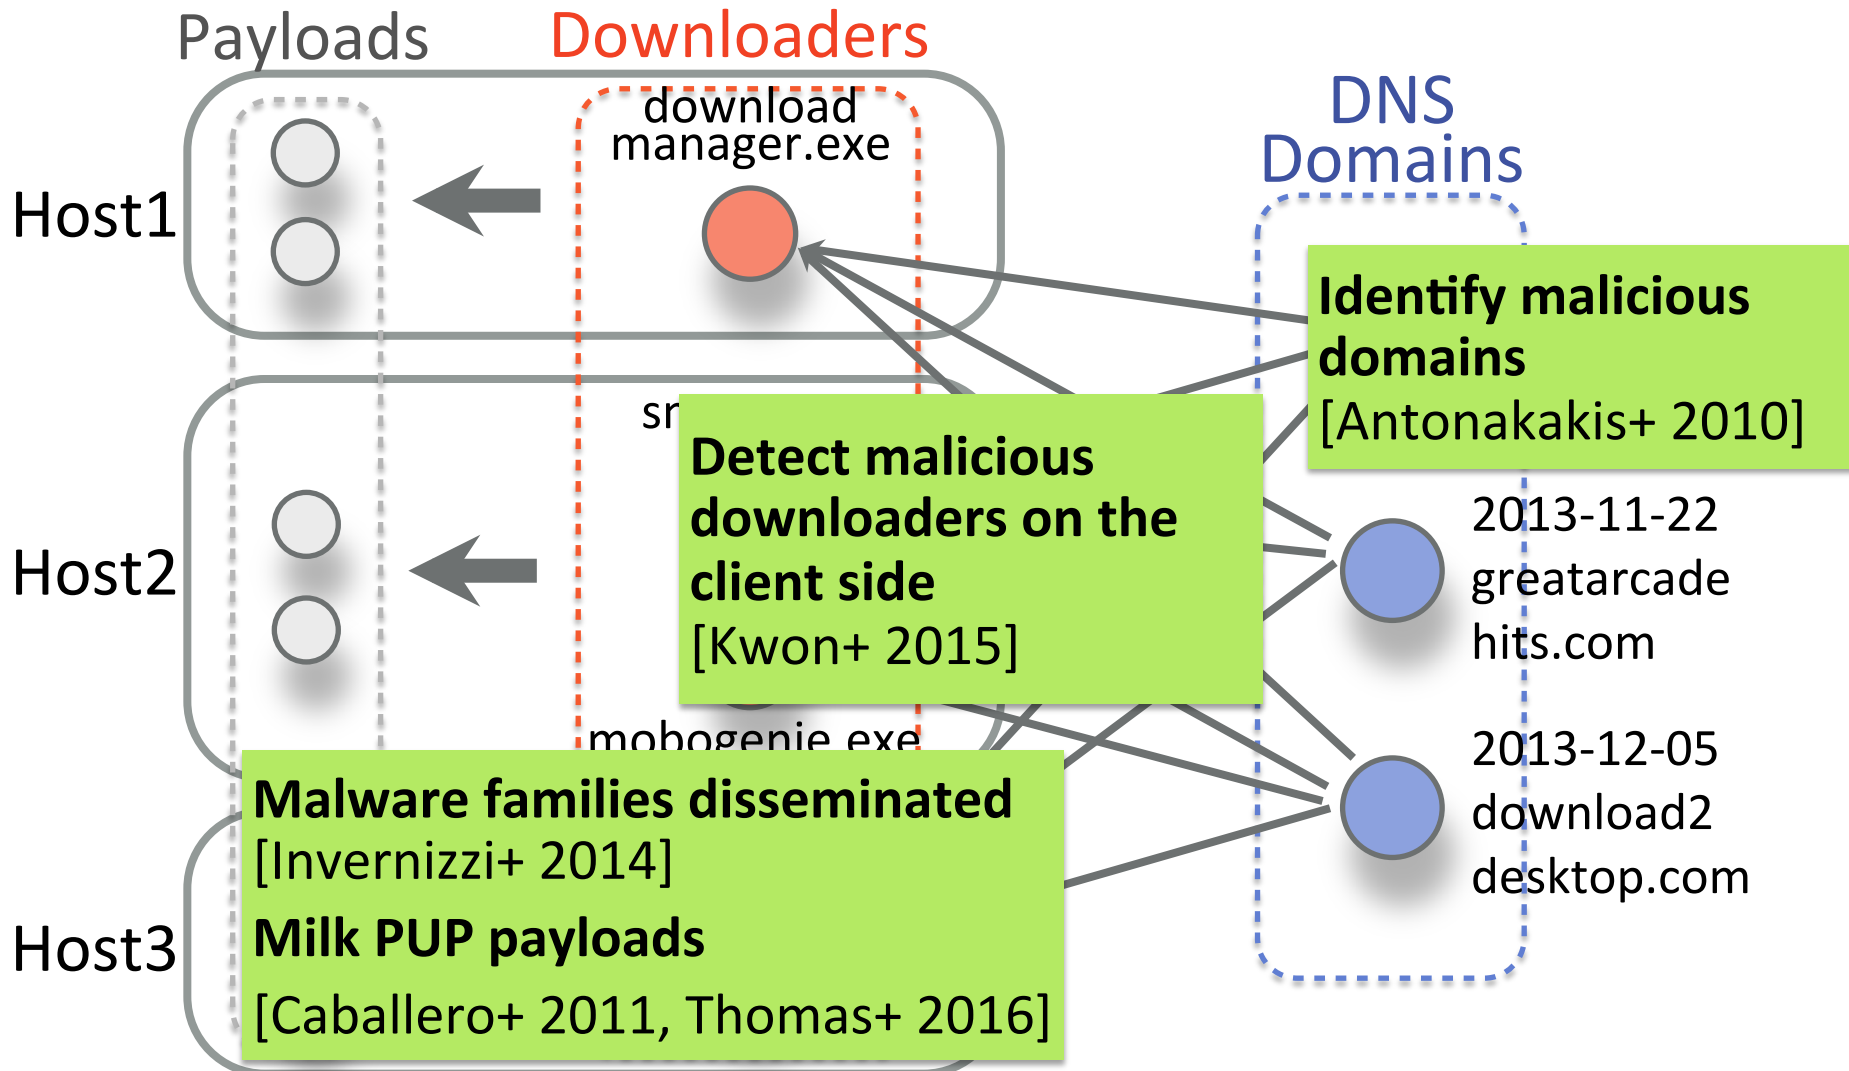 Payloads
Downloaders
DNS
Domains
download
manager.exe
Host1
Identify malicious
domains
[Antonakakis+ 2010]
Detect malicious
downloaders on the
client side
[Kwon+ 2015]
2013-11-22
greatarcade
hits.com
Host2
mobogenie.exe
2013-12-05
download2
desktop.com
Malware families disseminated
[Invernizzi+ 2014]
Milk PUP payloads
[Caballero+ 2011, Thomas+ 2016]
Host3